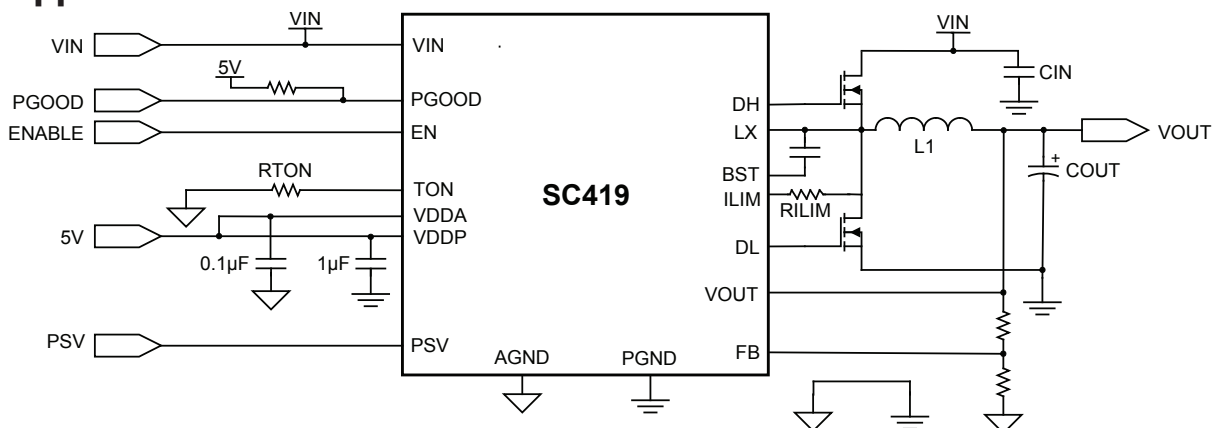 VIN
VIN
VIN
VIN
5V
CIN
PGOOD
PGOOD
DH
ENABLE
EN
LX
VOUT
L1
RTON
BST
+
COUT
TON
SC419
ILIM
RILIM
VDDA
5V
VDDP
DL
0.1µF
1µF
VOUT
PSV
PSV
FB
AGND
PGND